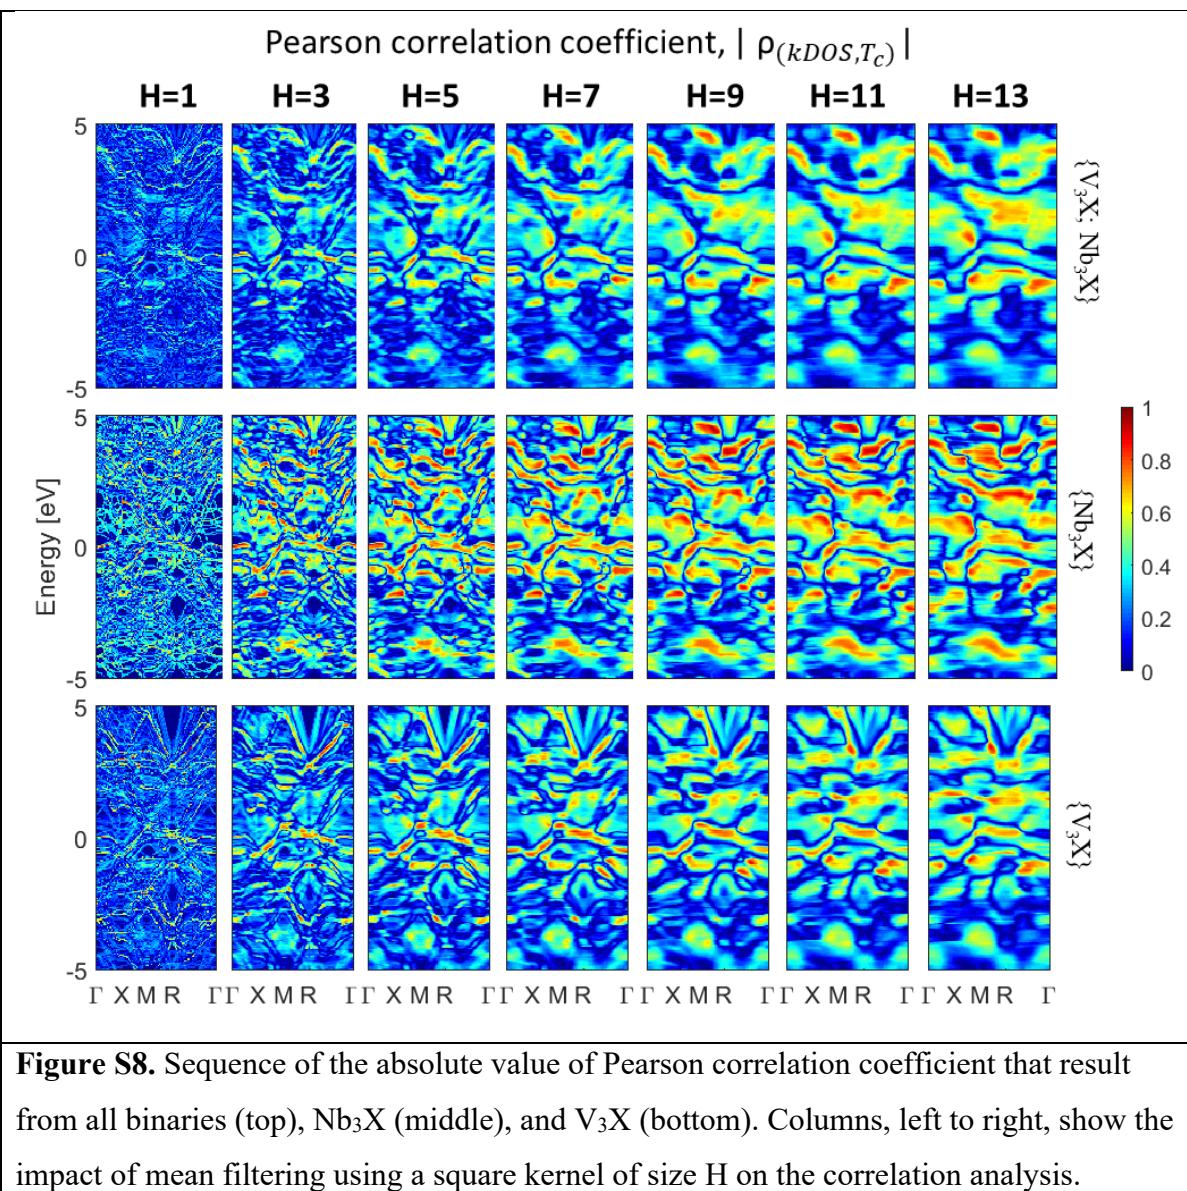 Pearson correlation coefficient, | ρ(kDOS,Tc) |
H=1 H=3 H=5 H=7 H=9 H=11 H=13
5
0
-5
{V₃X; Nb₃X}
5
0
-5
Energy [eV]
{Nb₃X}
1
0.8
0.6
0.4
0.2
0
5
0
-5
{V₃X}
Γ X M R Γ Γ X M R Γ Γ X M R Γ Γ X M R Γ Γ X M R Γ Γ X M R Γ Γ X M R Γ
Figure S8. Sequence of the absolute value of Pearson correlation coefficient that result
from all binaries (top), Nb₃X (middle), and V₃X (bottom). Columns, left to right, show the
impact of mean filtering using a square kernel of size H on the correlation analysis.